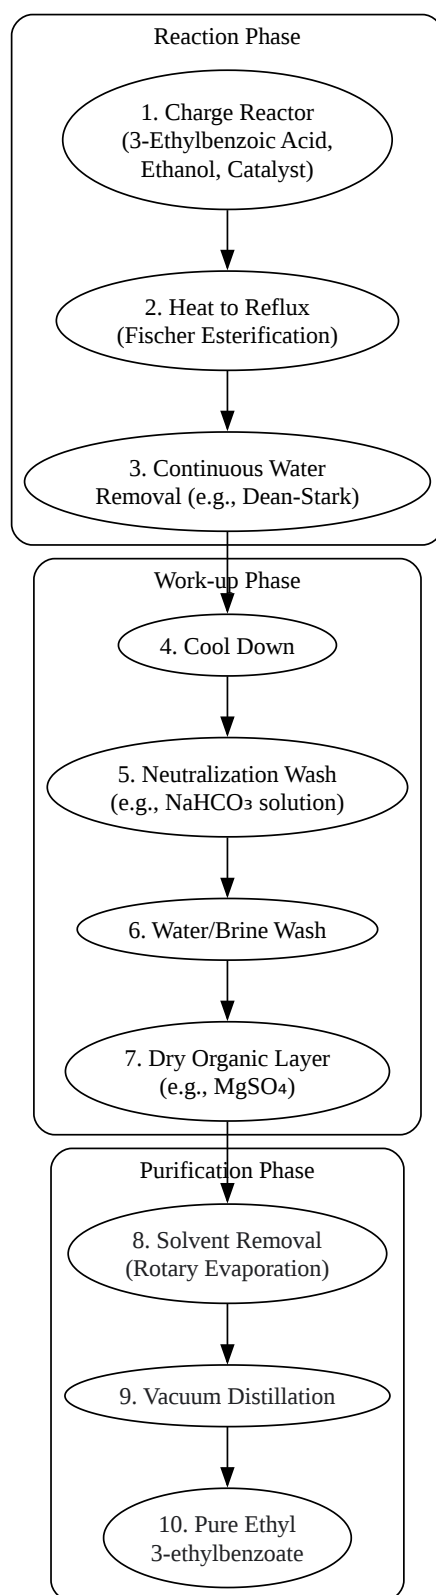 Reaction Phase
1. Charge Reactor
(3-Ethylbenzoic Acid,
Ethanol, Catalyst)
2. Heat to Reflux
(Fischer Esterification)
3. Continuous Water
Removal (e.g., Dean-Stark)
Work-up Phase
4. Cool Down
5. Neutralization Wash
(e.g., NaHCO₃ solution)
6. Water/Brine Wash
7. Dry Organic Layer
(e.g., MgSO₄)
Purification Phase
8. Solvent Removal
(Rotary Evaporation)
9. Vacuum Distillation
10. Pure Ethyl
3-ethylbenzoate